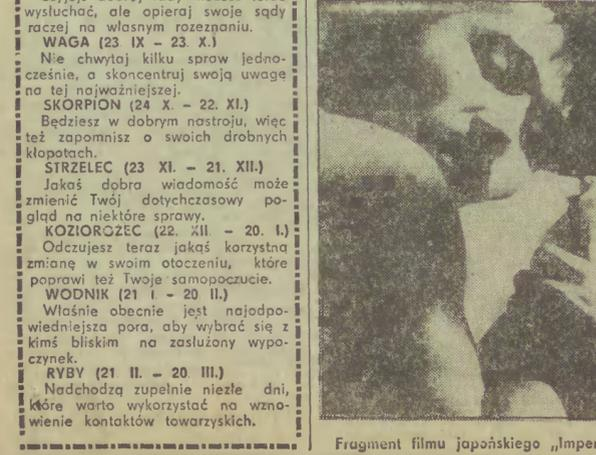 wysłuchać, ale opieraj swoje sądy
raczej na własnym rozeznaniu.
WAGA (23. IX – 23. X.)
Nie chwytaj kilku spraw jedno-
cześnie, a skoncentruj swoją uwagę
na tej najważniejszej.
SKORPION (24 X. – 22. XI.)
Będziesz w dobrym nastroju, więc
też zapomnisz o swoich drobnych
kłopotach.
STRZELEC (23 XI. – 21. XII.)
Jakaś dobra wiadomość może
zmienić Twój dotychczasowy po-
gląd na niektóre sprawy.
KOZIOROŻEC (22. XII. – 20. I.)
Odczujesz teraz jakąś korzystną
zmianę w swoim otoczeniu, które
poprawi też Twoje samopoczucie.
WODNIK (21 I. – 20 II.)
Właśnie obecnie jest najodpo-
wiedniejsza pora, aby wybrać się z
kimś bliskim na zasłużony wypo-
czynek.
RYBY (21 II. – 20. III.)
Nadchodzą zupełnie niezłe dni,
które warto wykorzystać na wzno-
wienie kontaktów towarzyskich.
Fragment filmu japońskiego „Imper